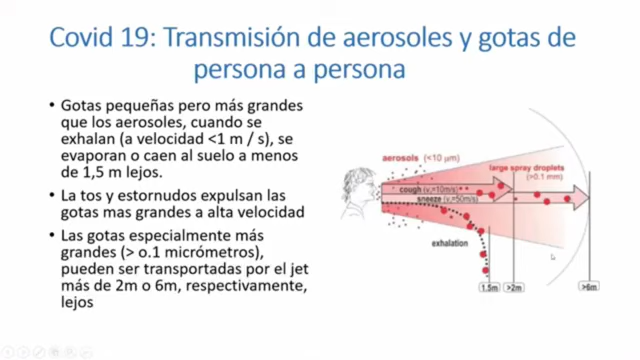 Covid 19: Transmisión de aerosoles y gotas de
persona a persona
• Gotas pequeñas pero más grandes
que los aerosoles, cuando se
exhalan (a velocidad <1 m / s), se
evaporan o caen al suelo a menos
de 1,5 m lejos.
• La tos y estornudos expulsan las
gotas mas grandes a alta velocidad
• Las gotas especialmente más
grandes (> o.1 micrómetros),
pueden ser transportadas por el jet
más de 2m o 6m, respectivamente,
lejos
aerosols (<10 μm)
large spray droplets
(>0.1 mm)
cough (vₓ=10m/s)
sneeze (vₓ=50m/s)
exhalation
1.5m
>2m
>6m